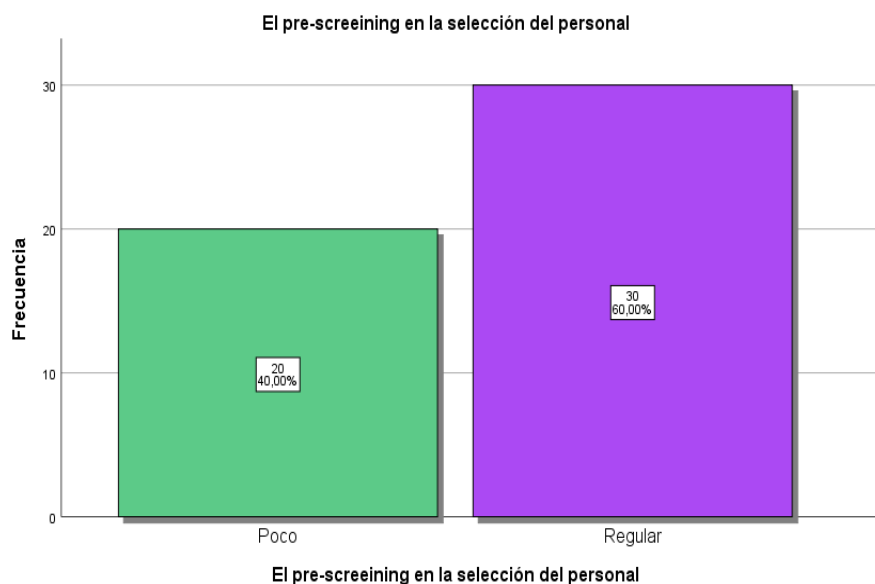 El pre-screeining en la selección del personal
Frecuencia
30
20
10
0
20
40,00%
30
60,00%
Poco
Regular
El pre-screeining en la selección del personal